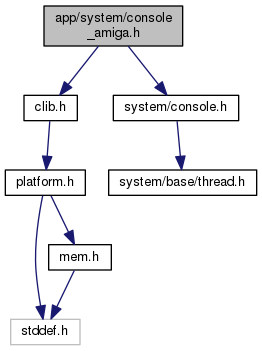 app/system/console
_amiga.h
clib.h
system/console.h
platform.h
system/base/thread.h
mem.h
stddef.h